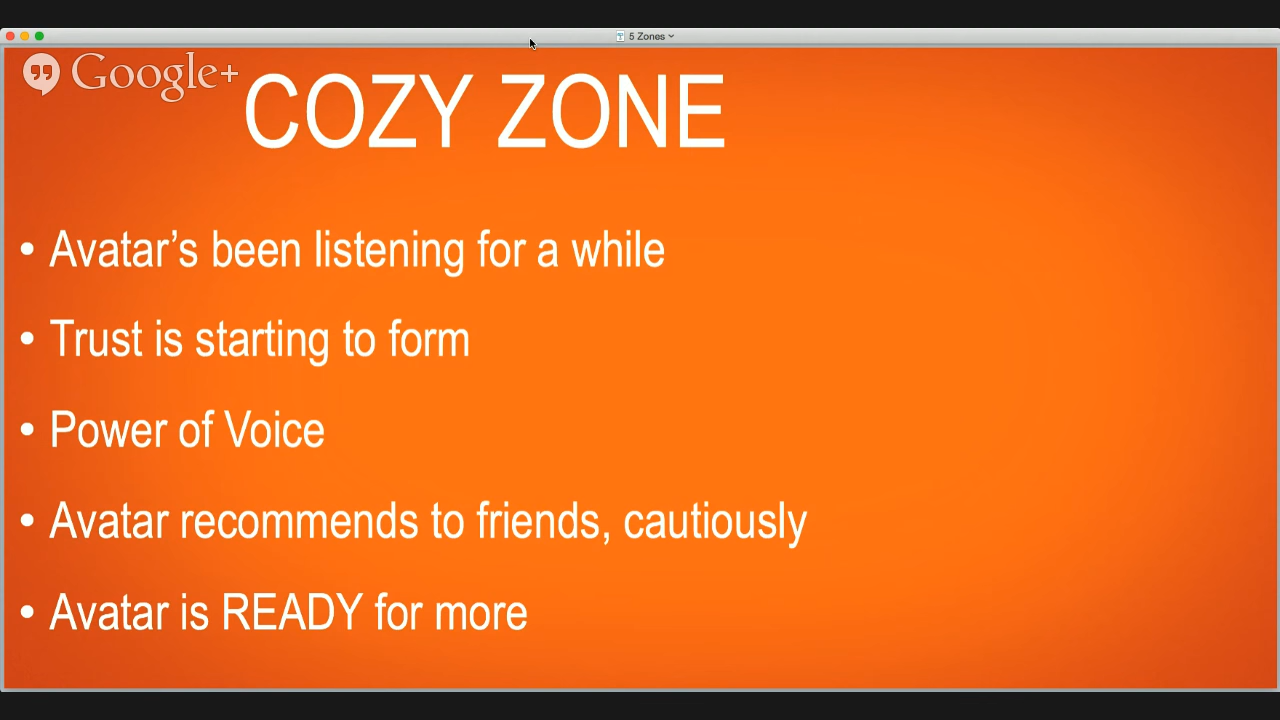 5 Zones
Google+
COZY ZONE
• Avatar’s been listening for a while
• Trust is starting to form
• Power of Voice
• Avatar recommends to friends, cautiously
• Avatar is READY for more